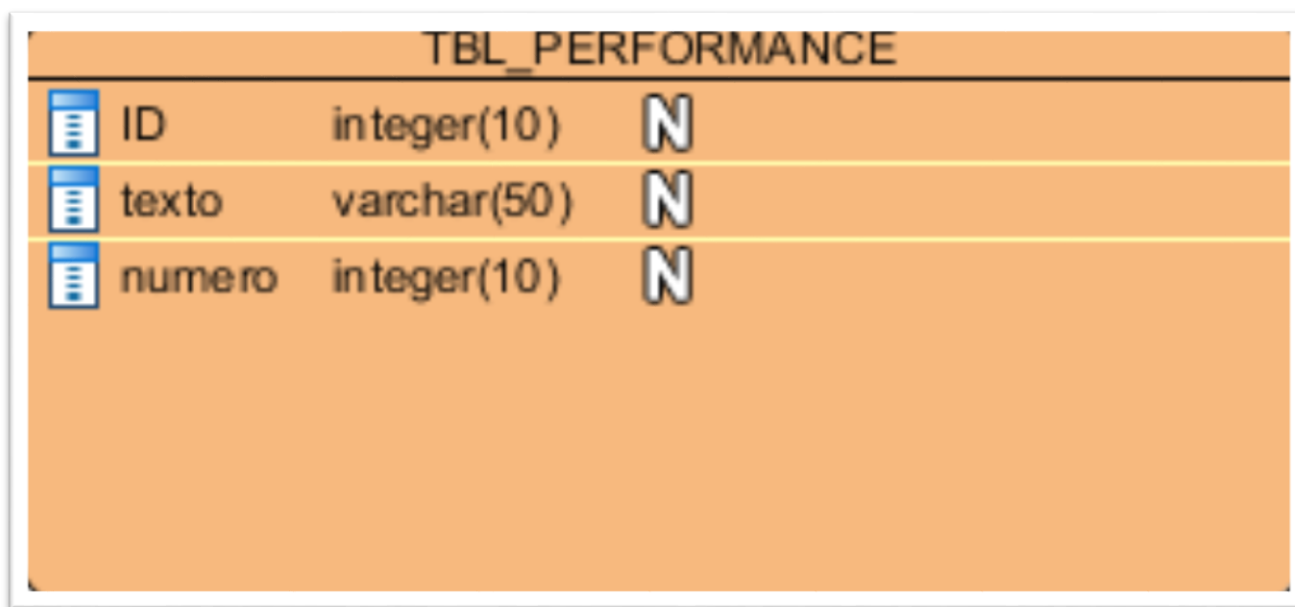 TBL_PERFORMANCE
ID integer(10) N
texto varchar(50) N
numero integer(10) N